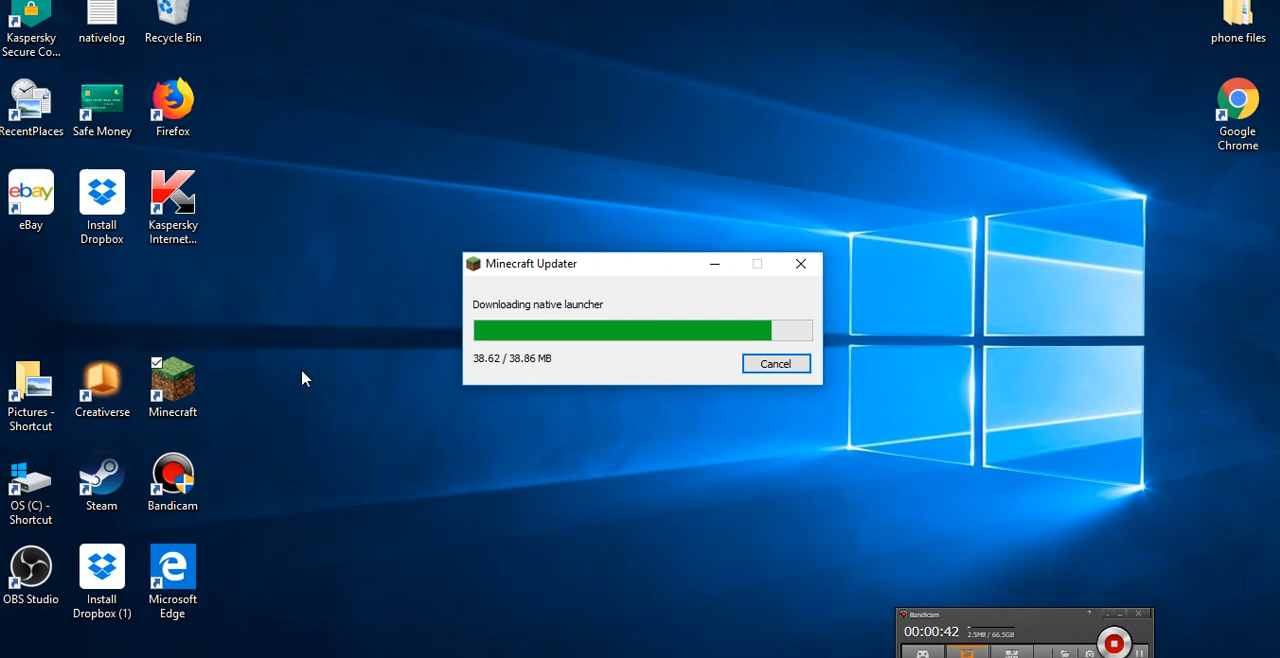 Kaspersky
Secure Co...
nativelog
Recycle Bin
phone files
RecentPlaces
Safe Money
Firefox
Google
Chrome
ebay
eBay
Install
Dropbox
Kaspersky
Internet...
Minecraft Updater
Downloading native launcher
38.62 / 38.86 MB
Cancel
Pictures -
Shortcut
Creativerse
Minecraft
OS (C) -
Shortcut
Steam
Bandicam
OBS Studio
Install
Dropbox (1)
Microsoft
Edge
Bandicam
00:00:42
2.5MB / 66.5GB